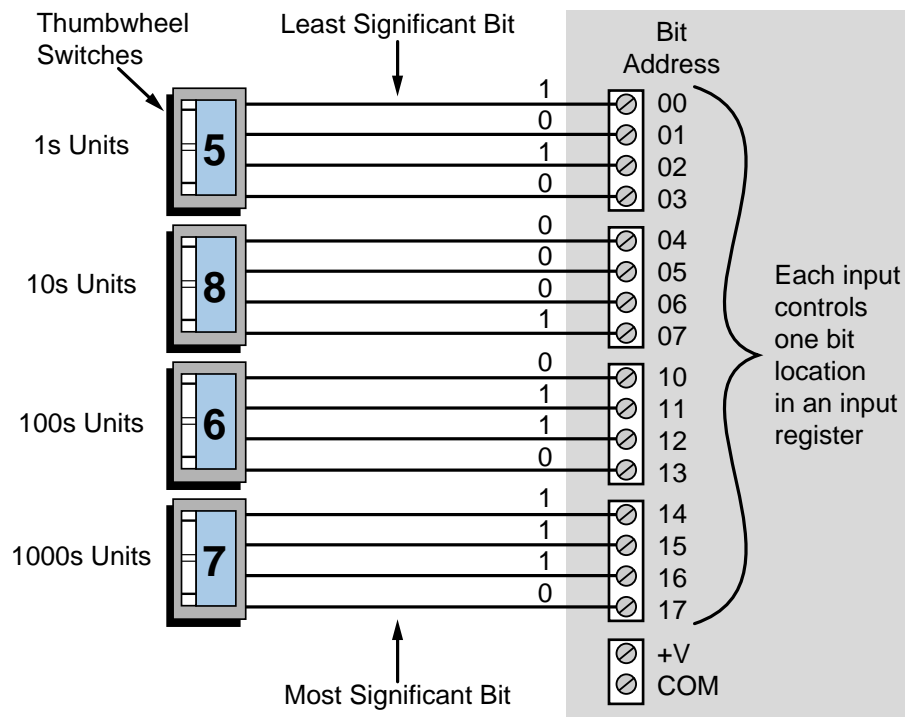 Thumbwheel
Switches
Least Significant Bit
Bit
Address
1s Units
5
1
0
1
0
00
01
02
03
10s Units
8
0
0
0
1
04
05
06
07
100s Units
6
0
1
1
0
10
11
12
13
1000s Units
7
1
1
1
0
14
15
16
17
Each input
controls
one bit
location
in an input
register
Most Significant Bit
+V
COM